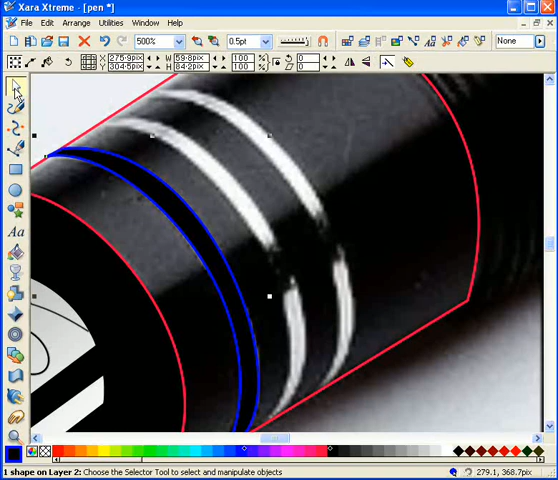 Xara Xtreme - [pen *]
File Edit Arrange Utilities Window Help
500% 0.5pt None
X 275.9pix W 59.8pix 100 0
Y 304.5pix H 84.2pix 100 0
Aa
1 shape on Layer 2: Choose the Selector Tool to select and manipulate objects 279.1, 368.7pix